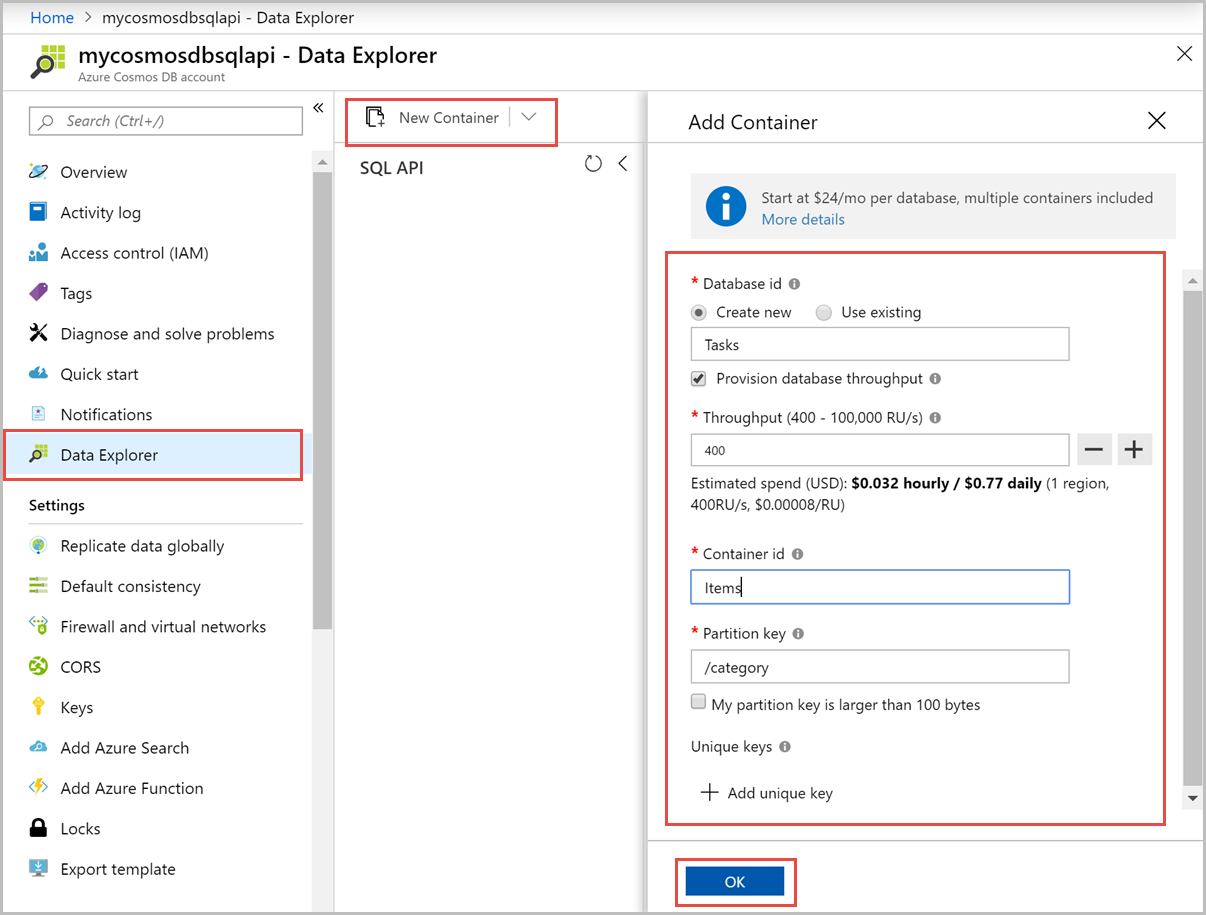 Home > mycosmosdbsqlapi - Data Explorer
mycosmosdbsqlapi - Data Explorer
Azure Cosmos DB account
Search (Ctrl+/)
«
Overview
Activity log
Access control (IAM)
Tags
Diagnose and solve problems
Quick start
Notifications
Data Explorer
Settings
Replicate data globally
Default consistency
Firewall and virtual networks
CORS
Keys
Add Azure Search
Add Azure Function
Locks
Export template
New Container
SQL API
Add Container
Start at $24/mo per database, multiple containers included
More details
* Database id
Create new Use existing
Tasks
Provision database throughput
* Throughput (400 - 100,000 RU/s)
400
Estimated spend (USD): $0.032 hourly / $0.77 daily (1 region,
400RU/s, $0.00008/RU)
* Container id
Items
* Partition key
/category
My partition key is larger than 100 bytes
Unique keys
+ Add unique key
OK